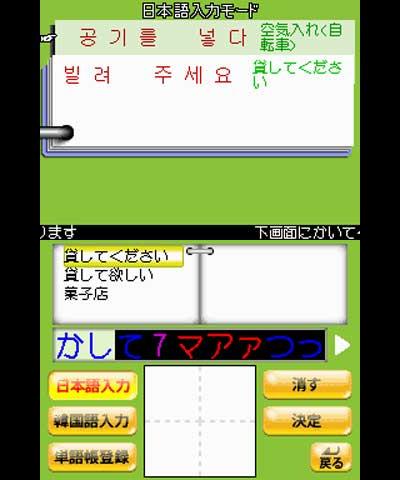 日本語入力モード
공기를 넣다 空気入れ(自転車)
빌려 주세요 貸してください
ります 下画面にかいて
貸してください
貸して欲しい
菓子店
かして7マアァつっ
日本語入力 消す
韓国語入力 決定
単語帳登録 戻る